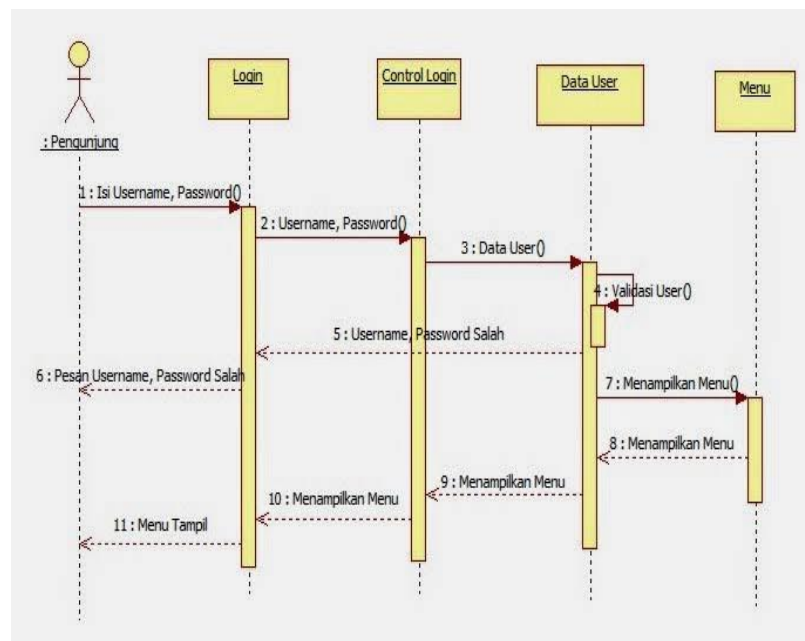 Login
Control Login
Data User
Menu
: Pengunjung
1 : Isi Username, Password()
2 : Username, Password()
3 : Data User()
4 : Validasi User()
5 : Username, Password Salah
6 : Pesan Username, Password Salah
7 : Menampilkan Menu()
8 : Menampilkan Menu
9 : Menampilkan Menu
10 : Menampilkan Menu
11 : Menu Tampil